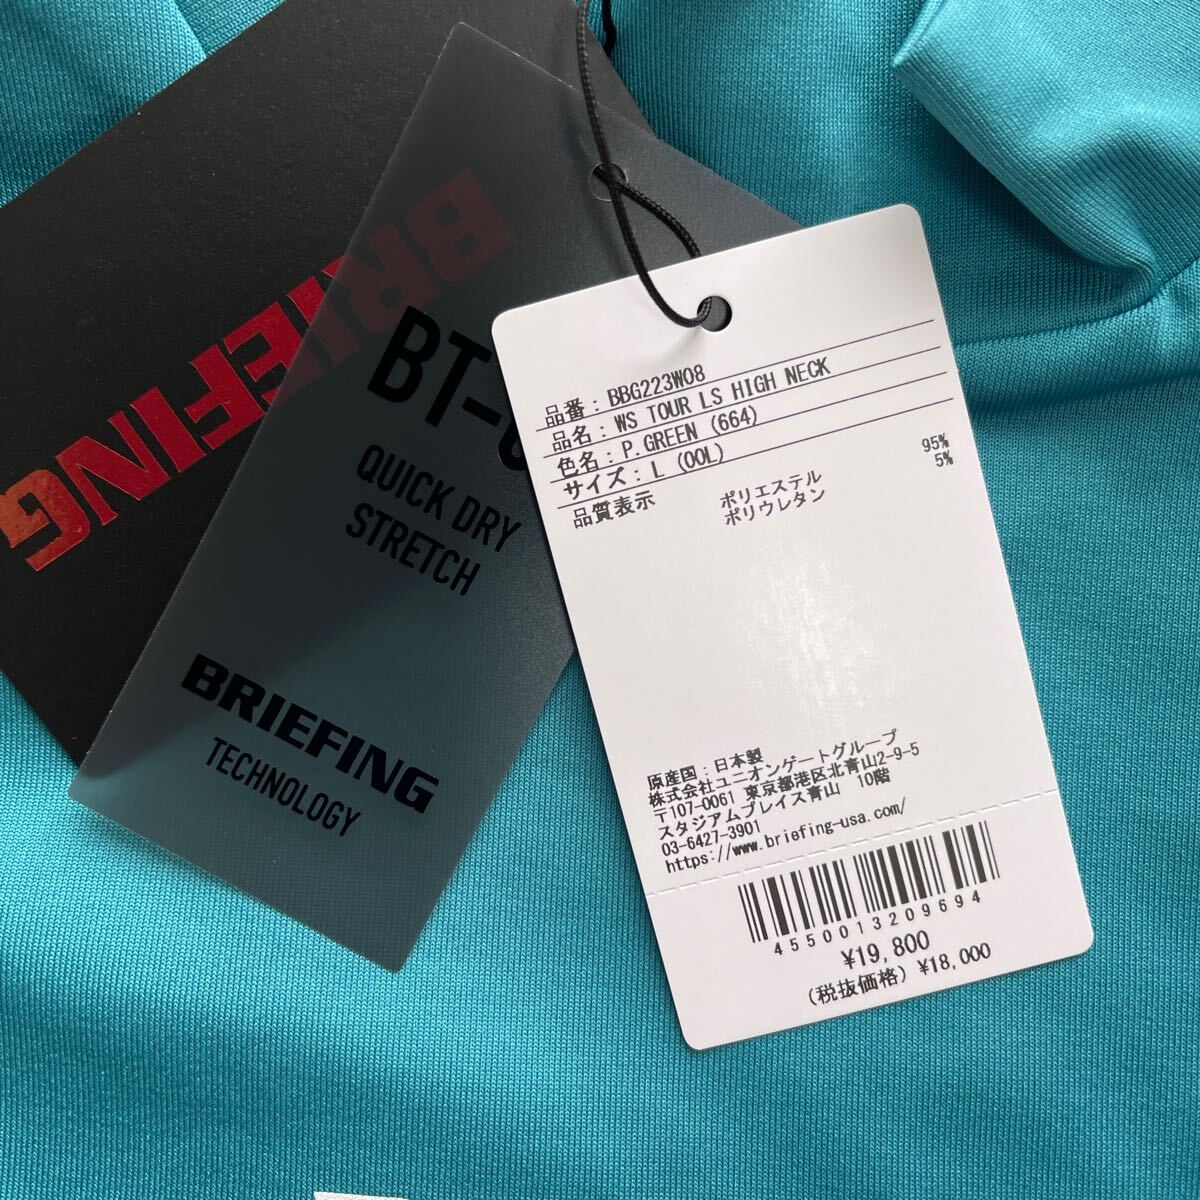 BRIEFING
BT-
QUICK DRY
STRETCH
BRIEFING
TECHNOLOGY
品番：BBG223W08
品名：WS TOUR LS HIGH NECK
色名：P.GREEN (664)
サイズ：L (00L)
品質表示 ポリエステル 95%
ポリウレタン 5%
原産国：日本製
株式会社ユニオンゲートグループ
〒107-0061 東京都港区北青山2-9-5
スタジアムプレイス青山 10階
03-6427-3901
https://www.briefing-usa.com/
4550013209694
¥19,800
(税抜価格) ¥18,000